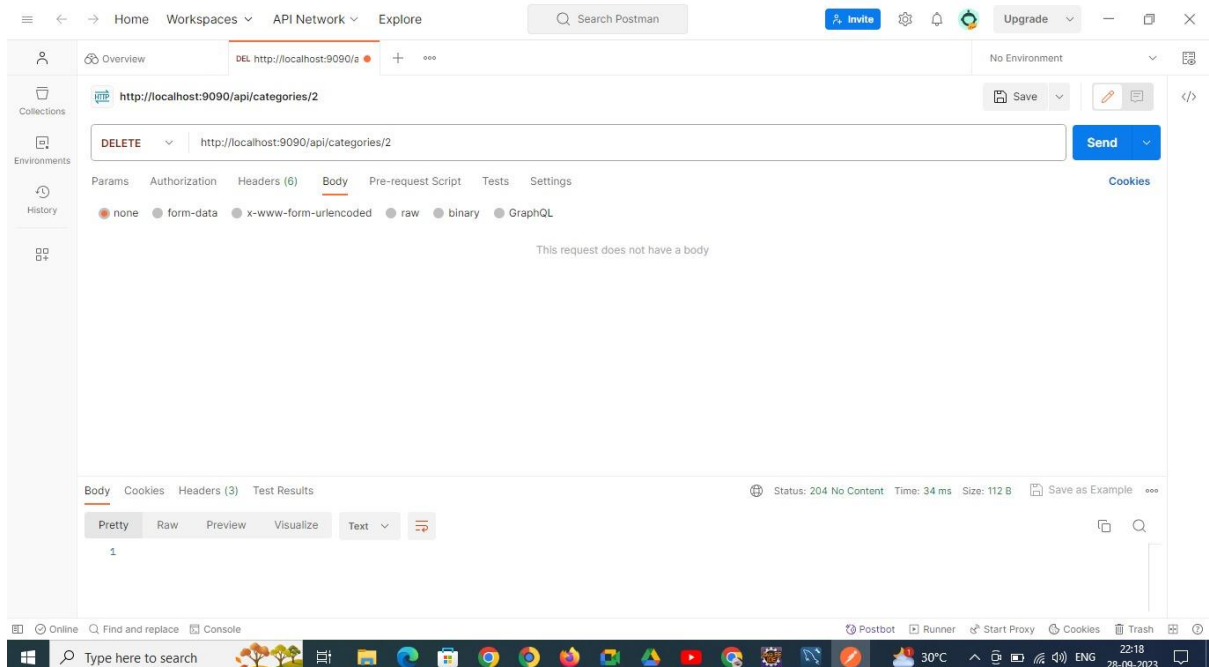 Home Workspaces API Network Explore Search Postman Invite Upgrade
Overview DEL http://localhost:9090/a No Environment
HTTP http://localhost:9090/api/categories/2 Save
Collections
DELETE http://localhost:9090/api/categories/2 Send
Environments
Params Authorization Headers (6) Body Pre-request Script Tests Settings Cookies
History
none form-data x-www-form-urlencoded raw binary GraphQL
This request does not have a body
Body Cookies Headers (3) Test Results Status: 204 No Content Time: 34 ms Size: 112 B Save as Example
Pretty Raw Preview Visualize Text
1
Online Find and replace Console Postbot Runner Start Proxy Cookies Trash
Type here to search 30°C ENG 22:18
28-09-2023